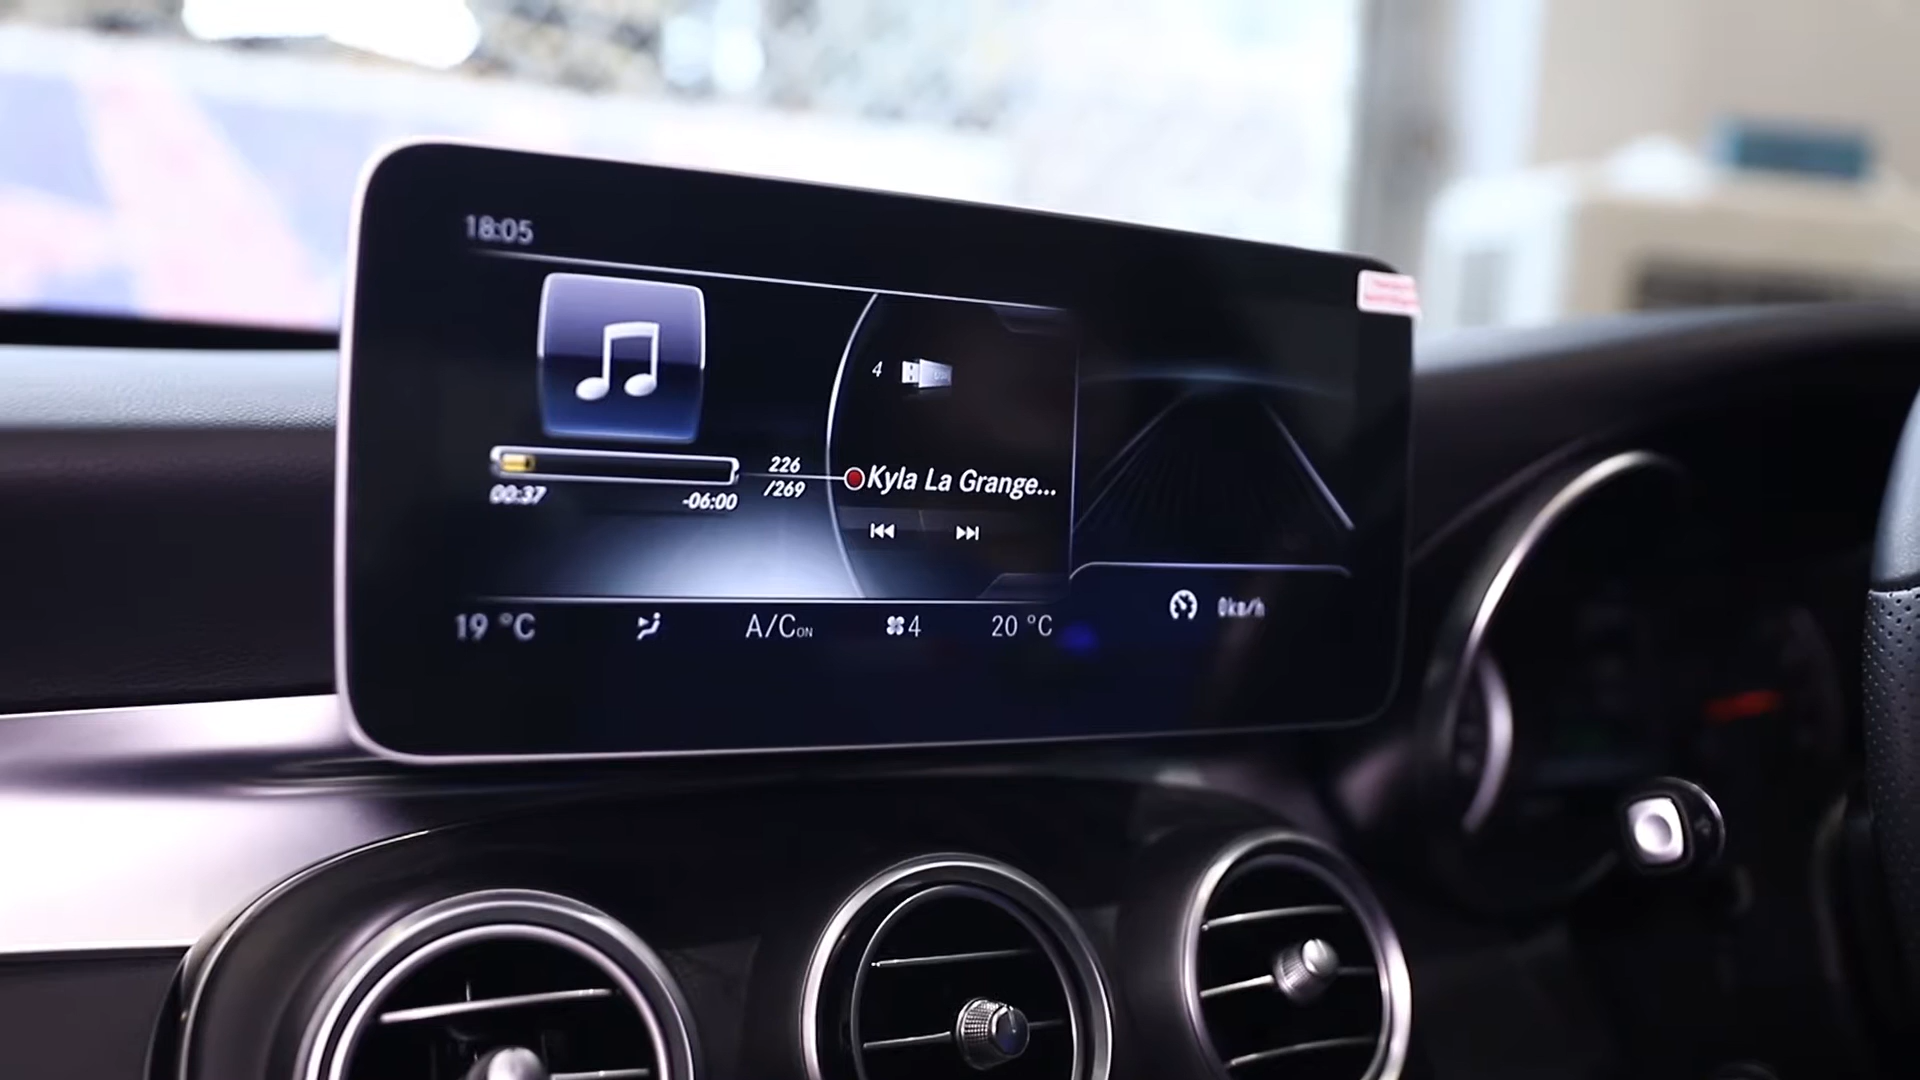 18:05
4
226
/269
Kyla La Grange...
00:37
-06:00
19 °C
A/C ON
4
20 °C
0km/h